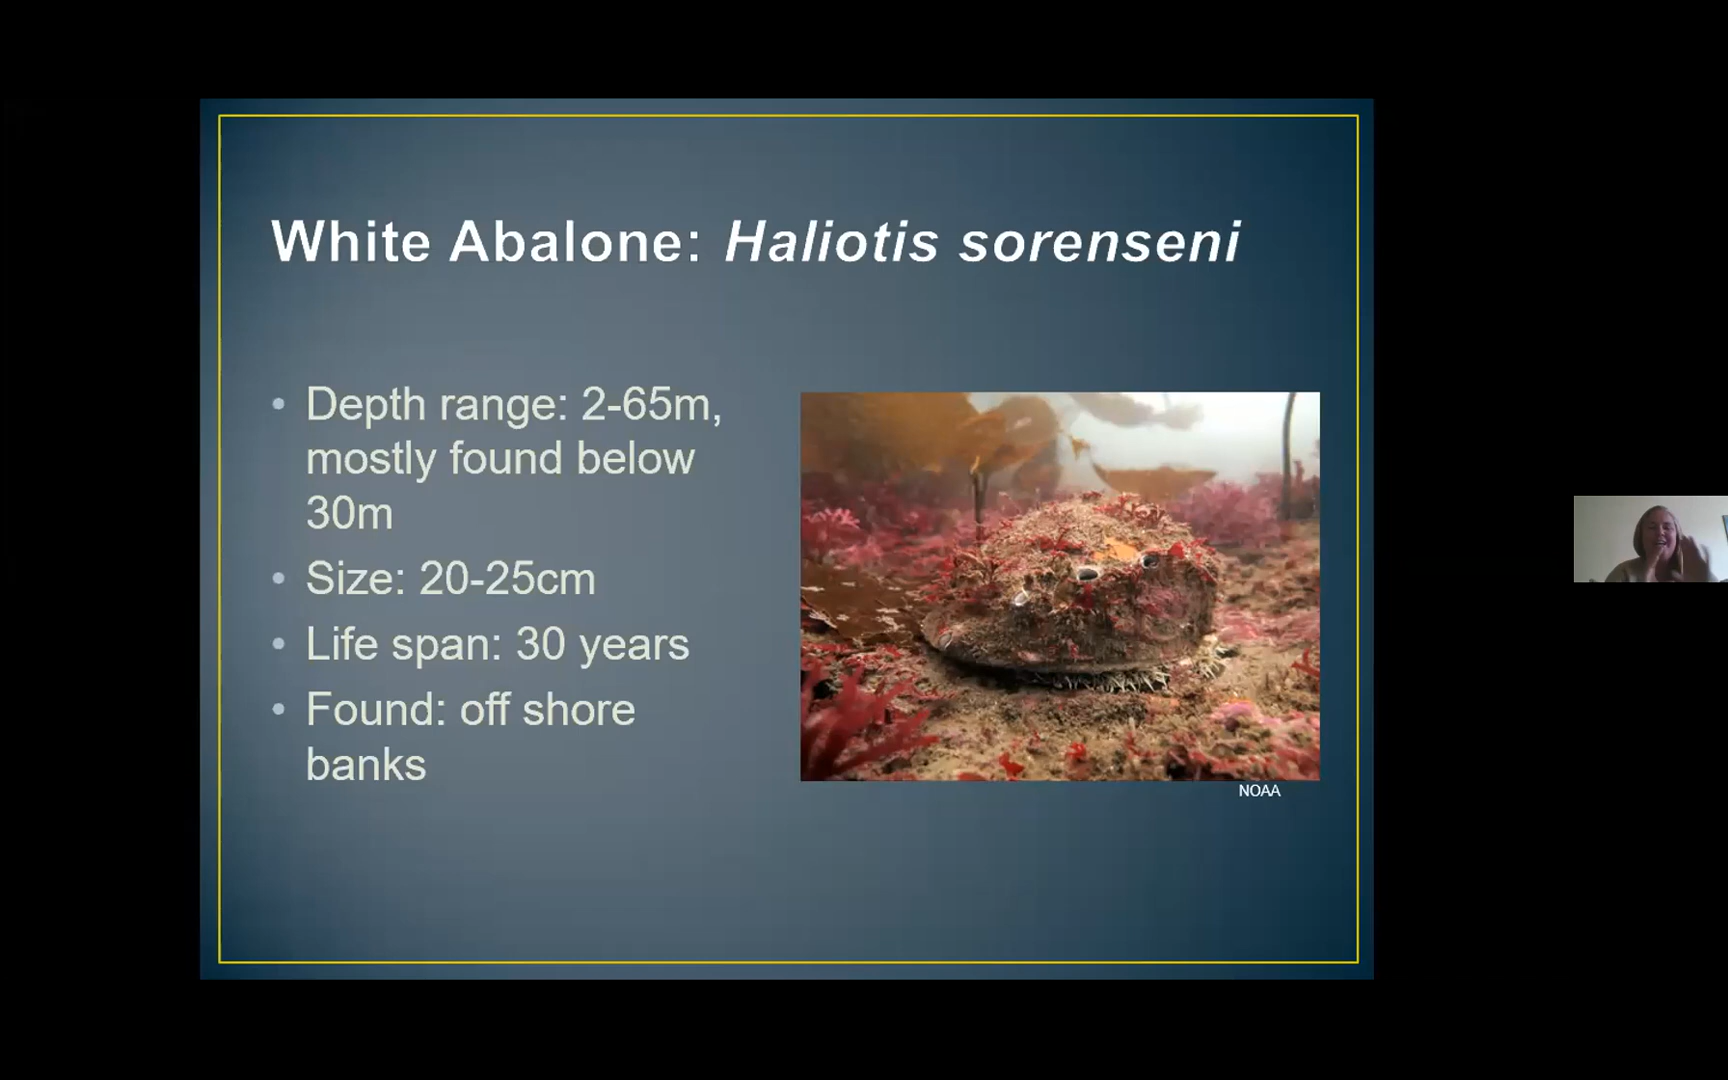 White Abalone: Haliotis sorenseni
• Depth range: 2-65m,
mostly found below
30m
• Size: 20-25cm
• Life span: 30 years
• Found: off shore
banks
NOAA